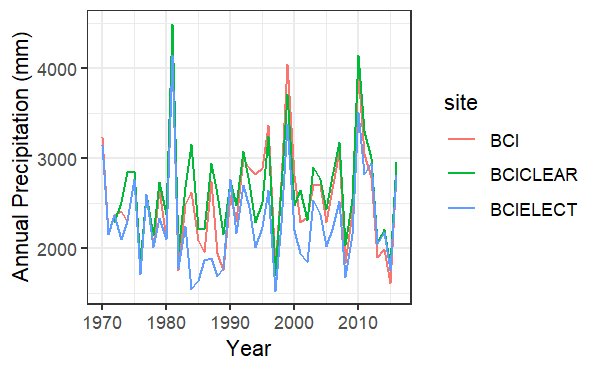 Annual Precipitation (mm)
4000
3000
2000
1970
1980
1990
2000
2010
Year
site
BCI
BCICLEAR
BCIELECT